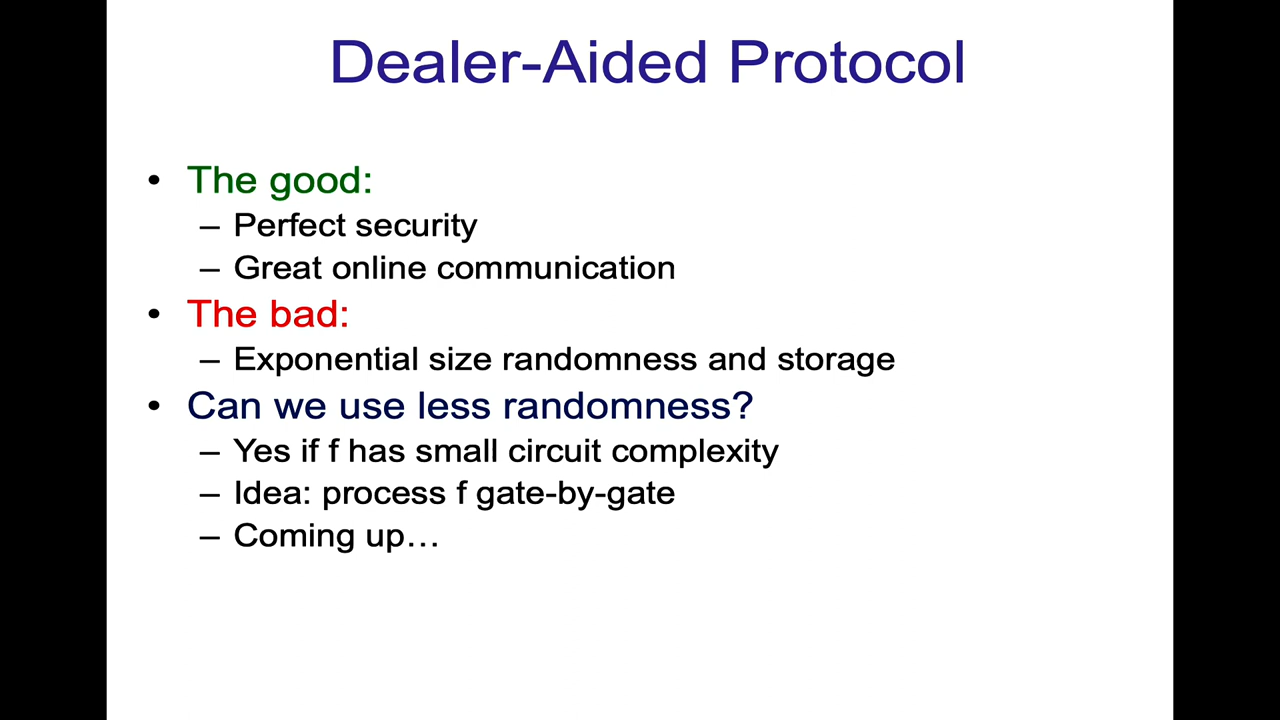 Dealer-Aided Protocol
• The good:
– Perfect security
– Great online communication
• The bad:
– Exponential size randomness and storage
• Can we use less randomness?
– Yes if f has small circuit complexity
– Idea: process f gate-by-gate
– Coming up…